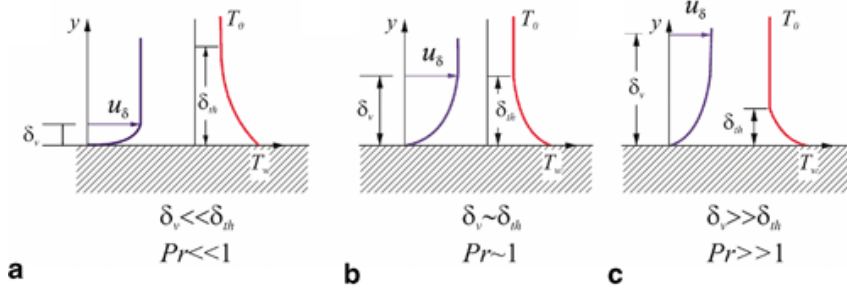 y
T₀
u_δ
δ_v
δ_th
T_w
δ_v<<δ_th
Pr<<1
a
y
T₀
u_δ
δ_v
δ_th
T_w
δ_v~δ_th
Pr~1
b
y
u_δ
T₀
δ_v
δ_th
T_w
δ_v>>δ_th
Pr>>1
c